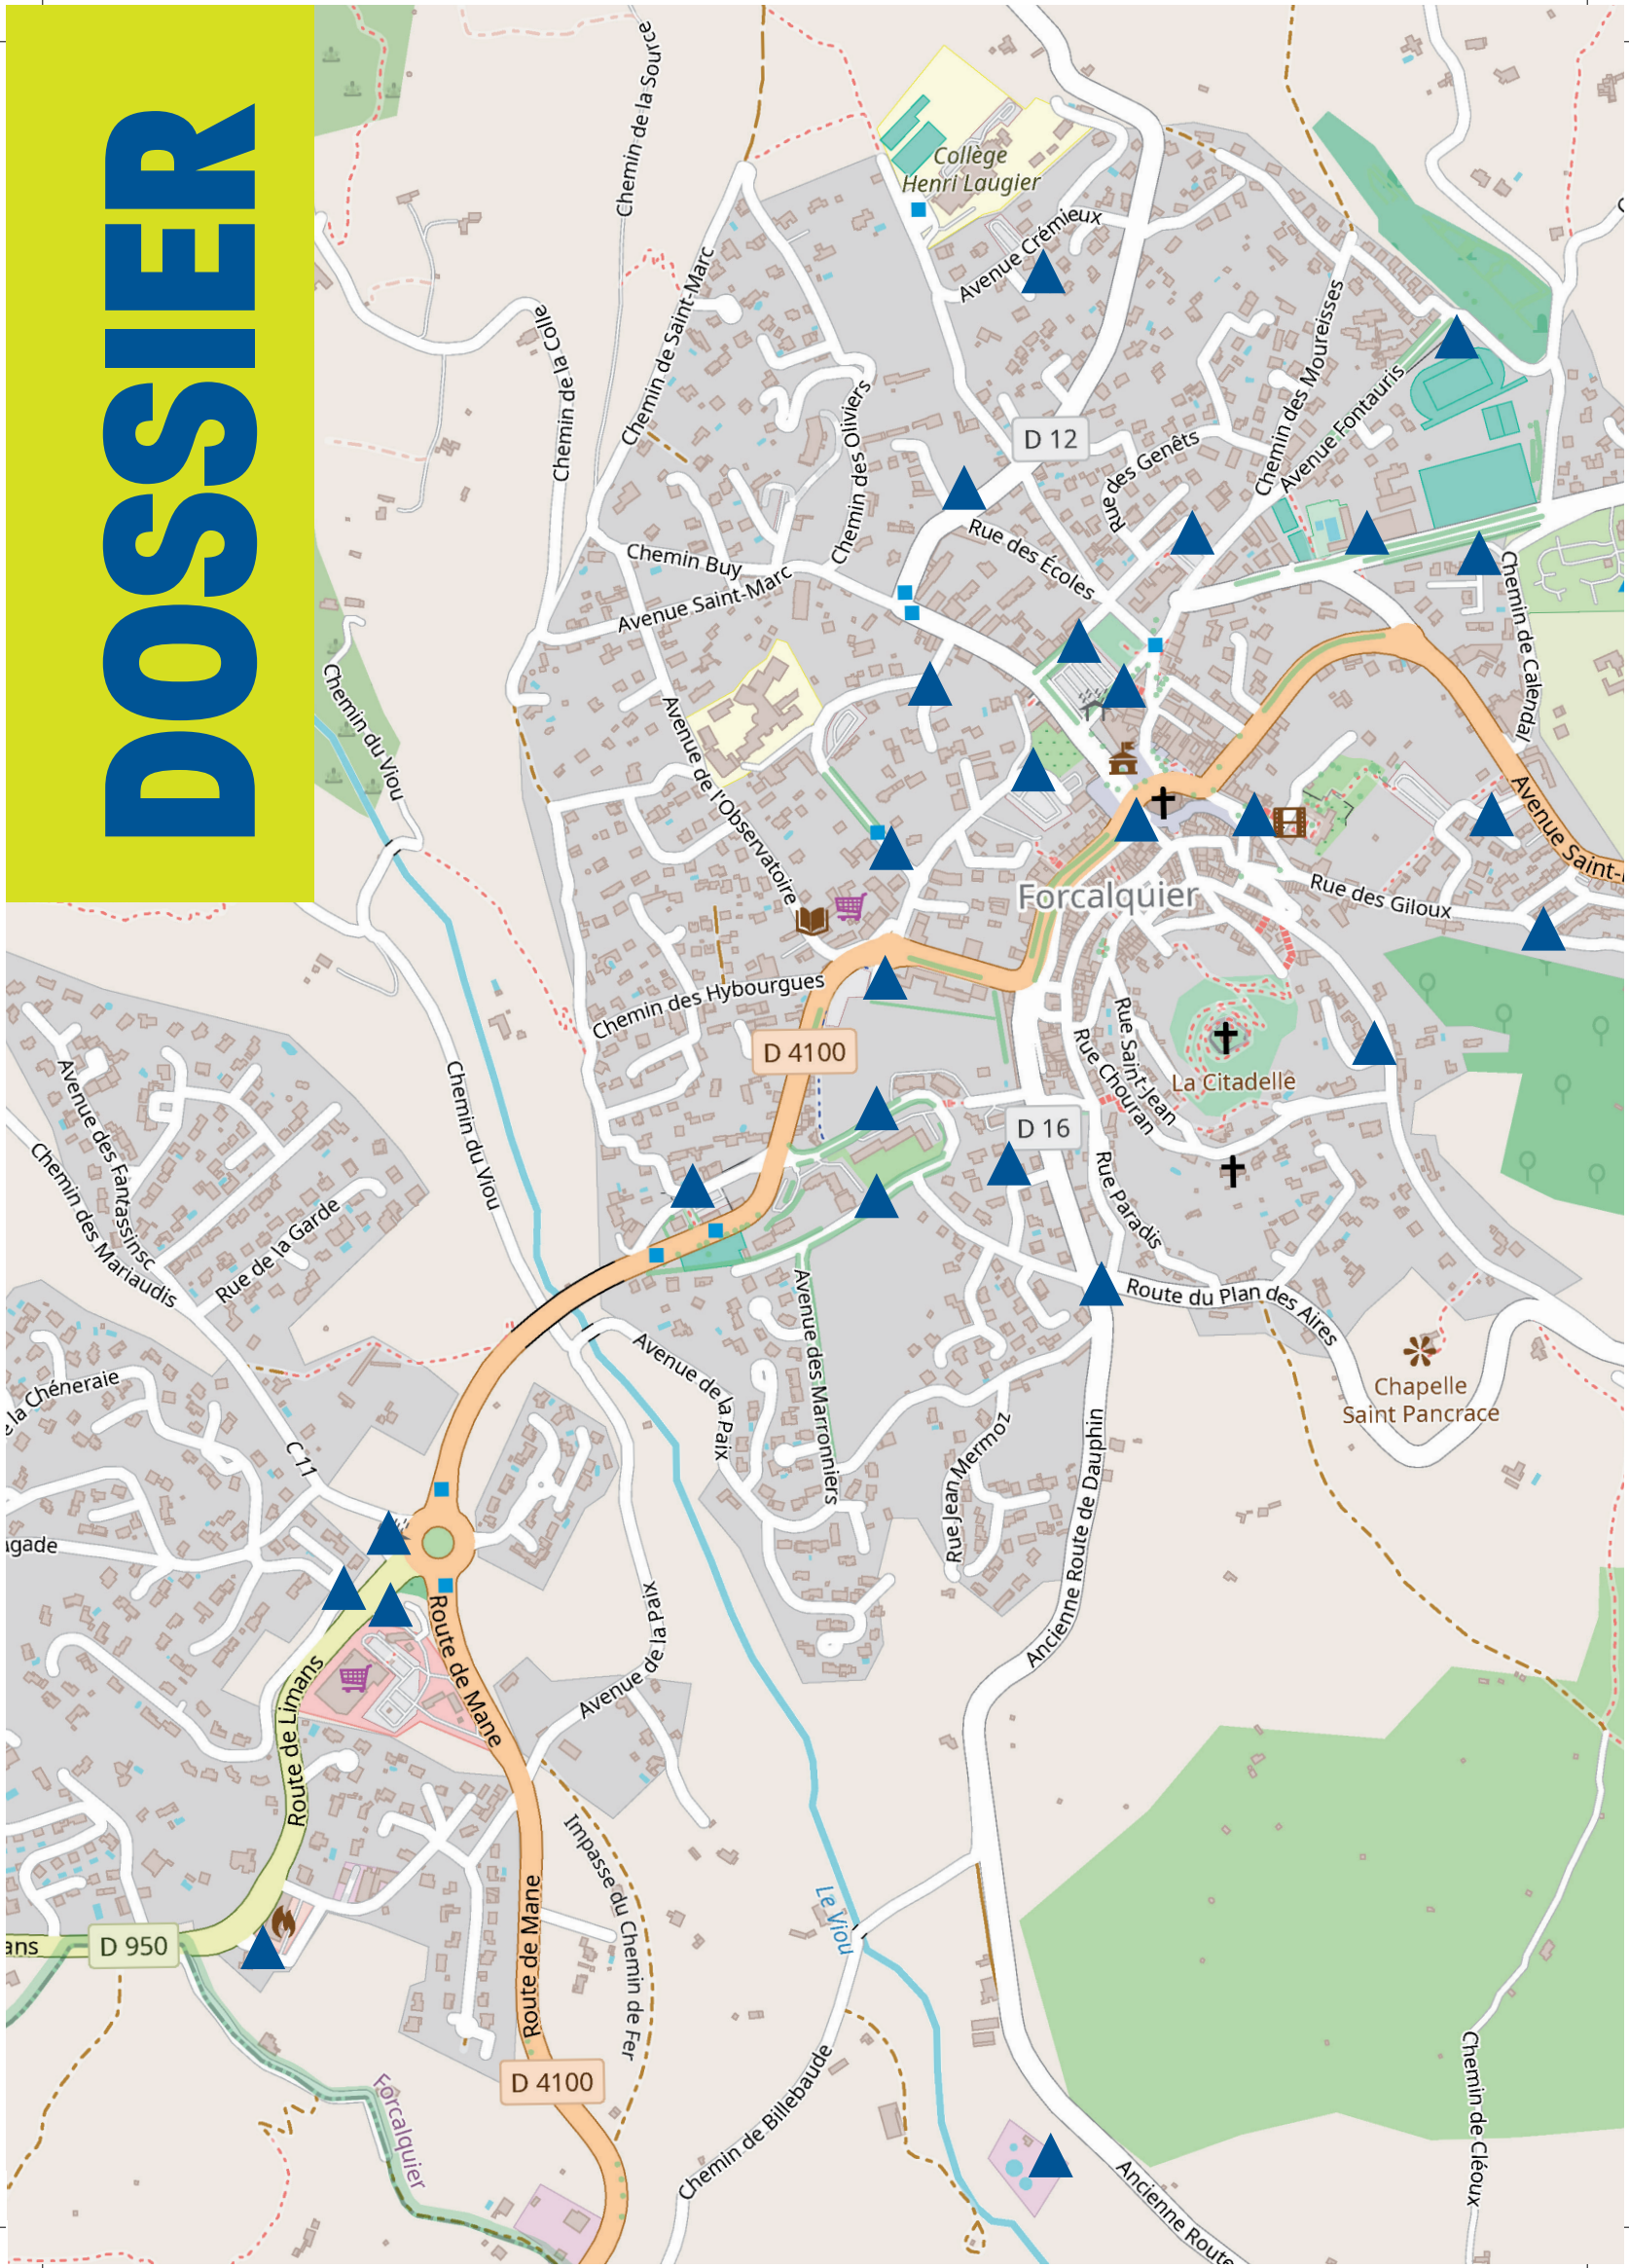 DOSSIER
Chemin de la Source
Collège
Henri Laugier
Avenue Crémieux
Chemin de Saint-Marc
Chemin de la Colle
Chemin des Moureisses
Avenue Fontauris
D 12
Rue des Genêts
Chemin des Oliviers
Rue des Écoles
Chemin Buy
Avenue Saint-Marc
Chemin de Calendal
Chemin du Viou
Avenue de l'Observatoire
Avenue Saint-
Forcalquier
Rue des Giloux
Chemin des Hybourgues
D 4100
Rue Saint-Jean
Rue Chouran
La Citadelle
Avenue des Fantassinsc
Chemin du Viou
D 16
Chemin des Mariaudis
Rue de la Garde
Rue Paradis
Route du Plan des Aires
Avenue des Marronniers
Avenue de la Paix
Chapelle
Saint Pancrace
e la Chéneraie
C 11
Rue Jean Mermoz
Ancienne Route de Dauphin
agade
Avenue de la Paix
Route de Mane
Route de Limans
Impasse du Chemin de Fer
Le Viou
Route de Mane
ans
D 950
D 4100
Forcalquier
Chemin de Billebaude
Chemin de Cléoux
Ancienne Route